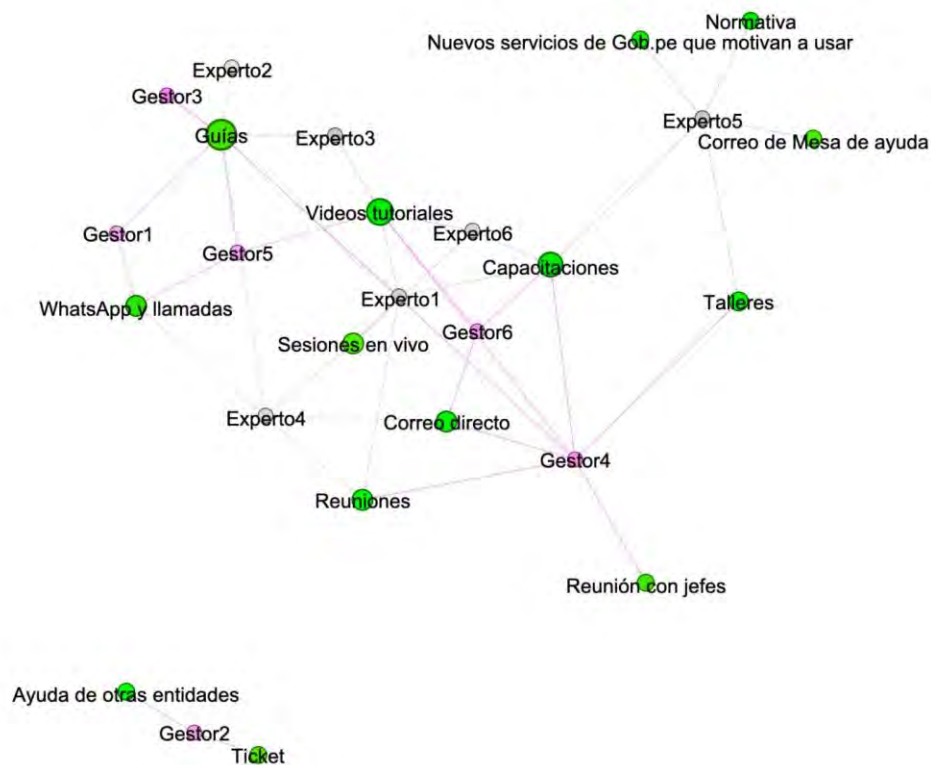 Normativa
Nuevos servicios de Gob.pe que motivan a usar
Experto2
Gestor3
Guías
Experto3
Experto5
Correo de Mesa de ayuda
Videos tutoriales
Gestor1
Experto6
Gestor5
Capacitaciones
WhatsApp y llamadas
Experto1
Talleres
Gestor6
Sesiones en vivo
Experto4
Correo directo
Gestor4
Reuniones
Reunión con jefes
Ayuda de otras entidades
Gestor2
Ticket